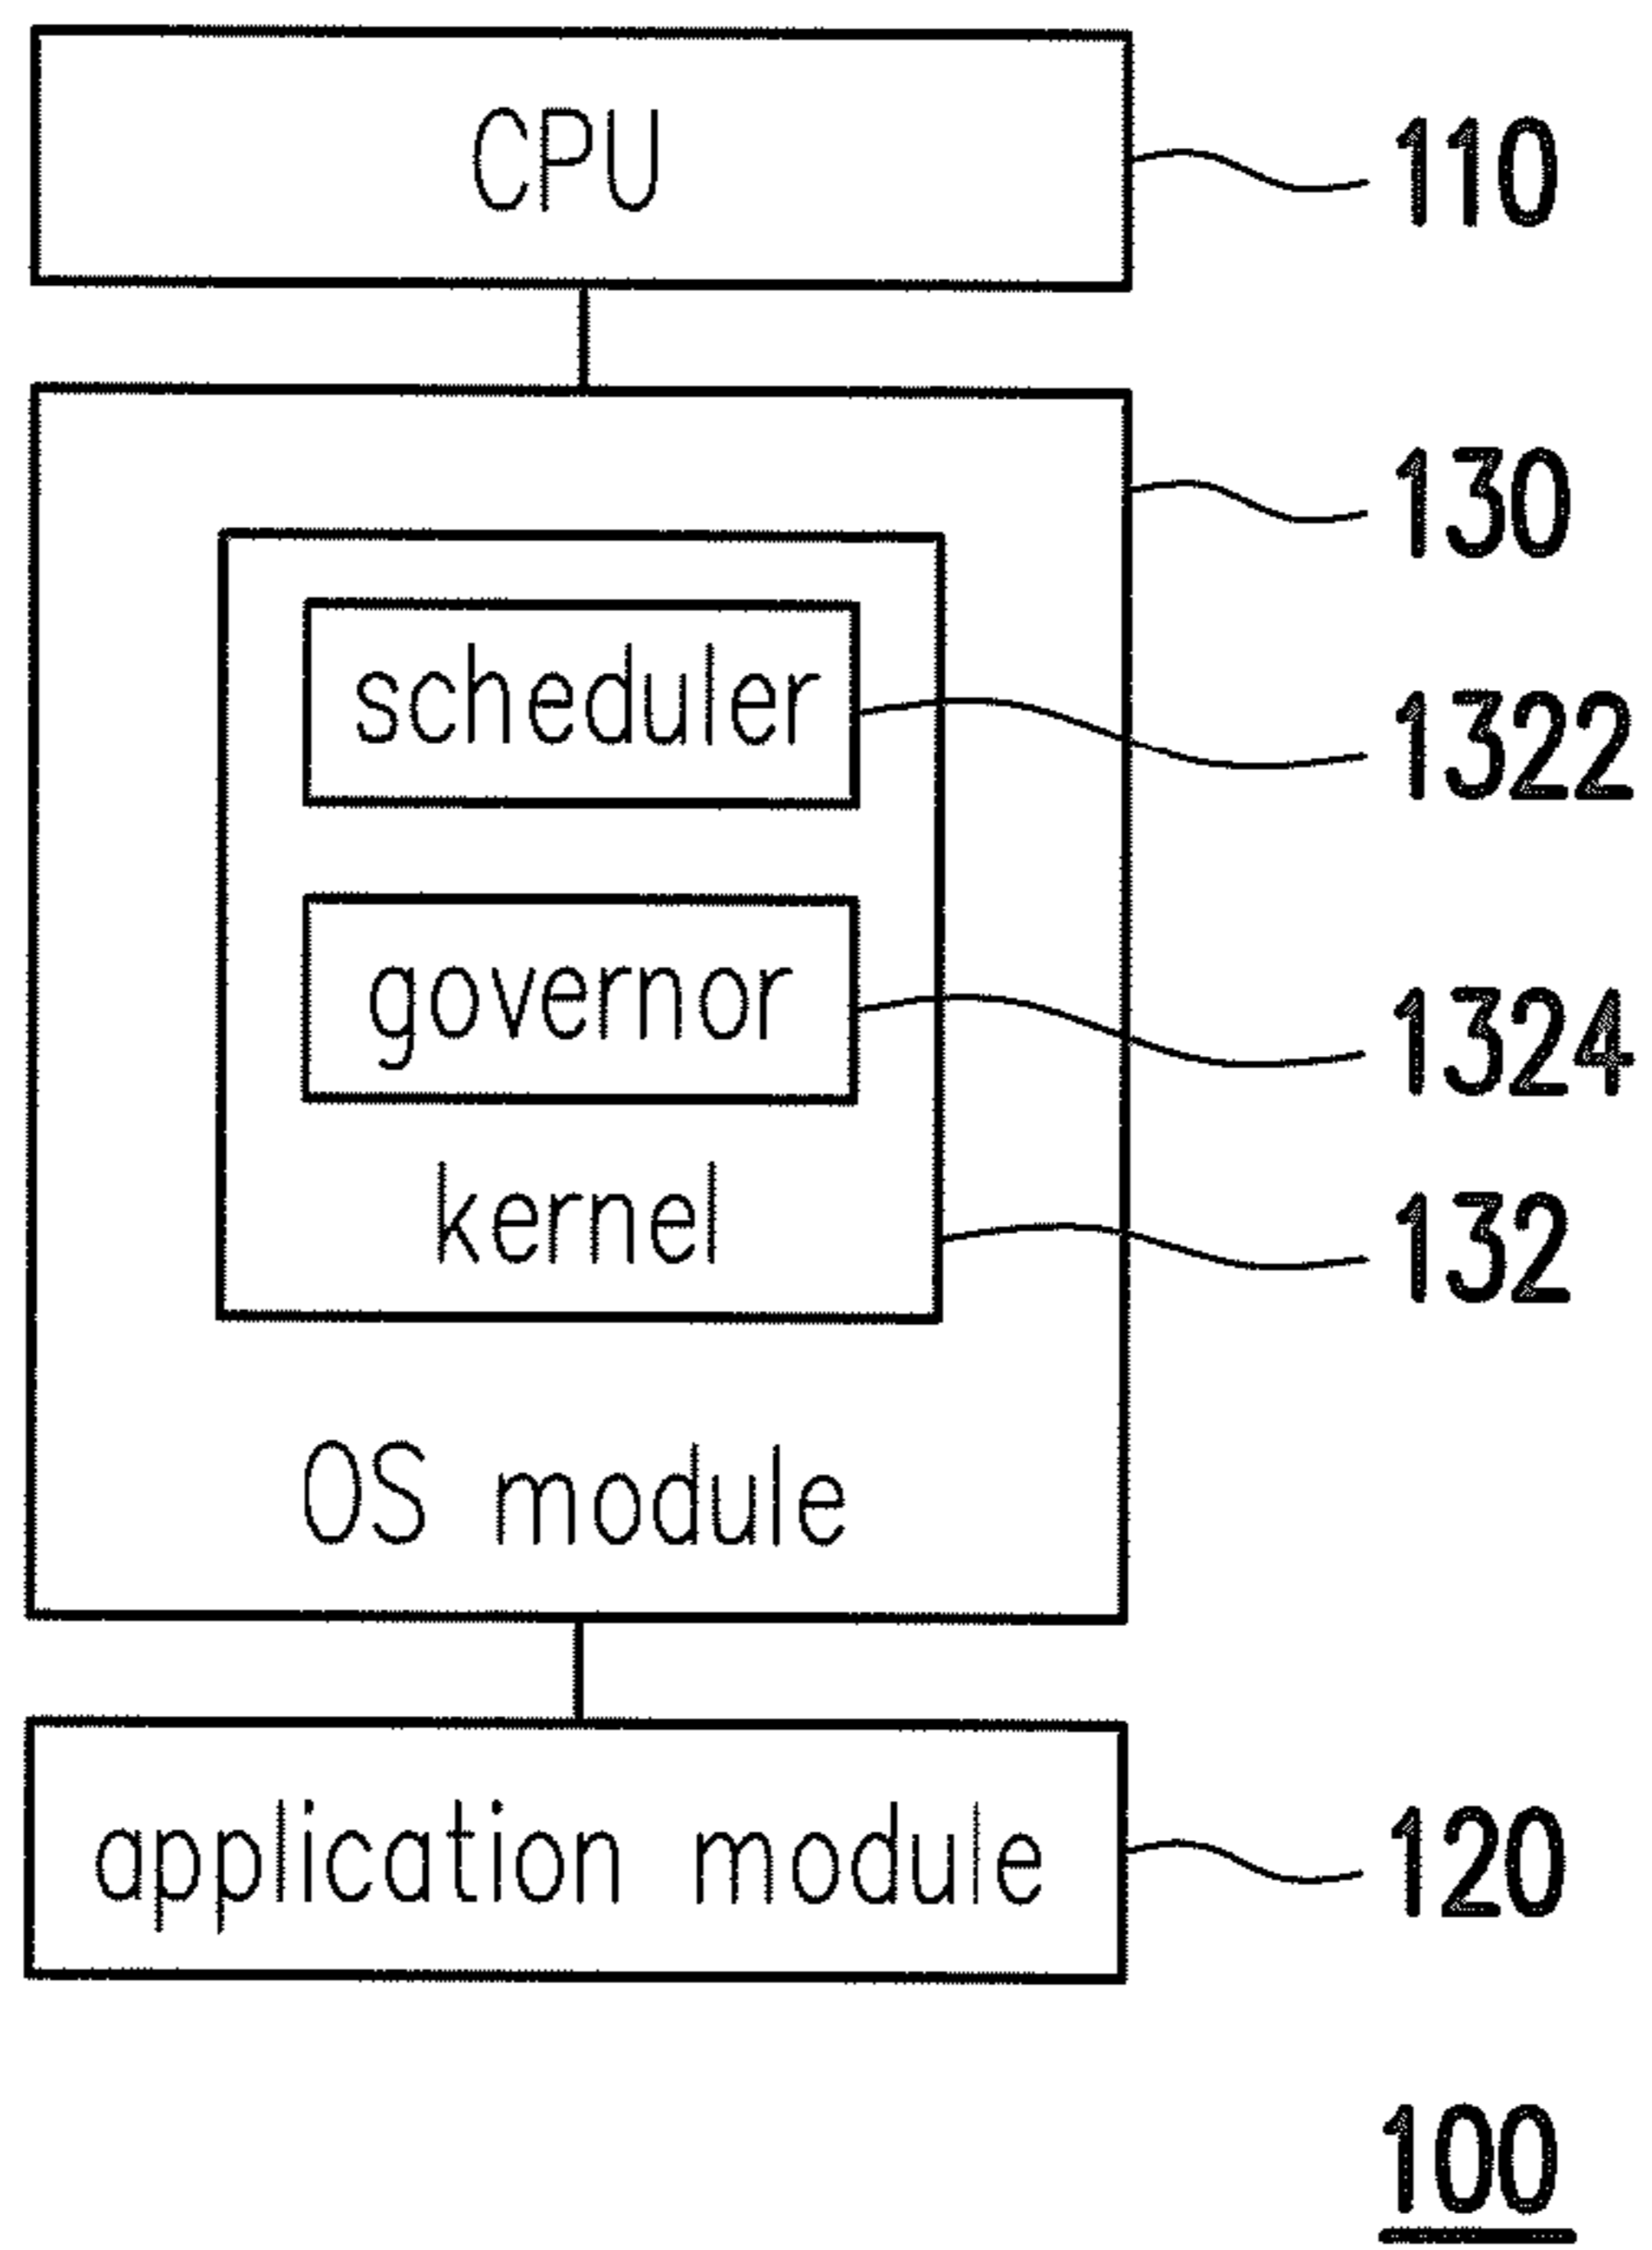 CPU 110
130
scheduler 1322
governor 1324
kernel 132
OS module
application module 120
100